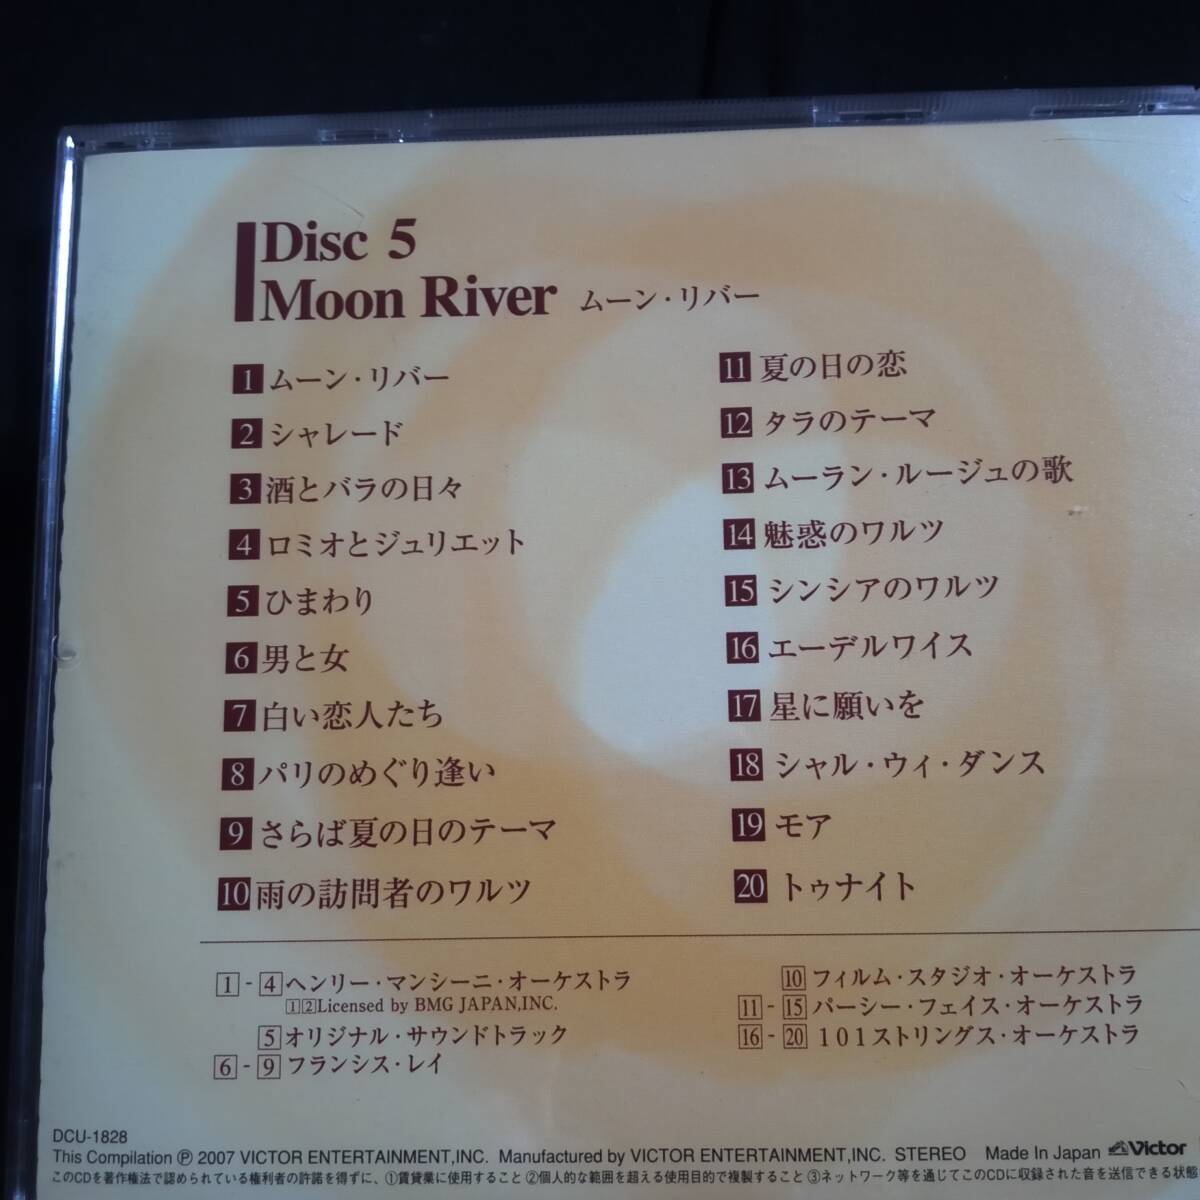 Disc 5
Moon River ムーン・リバー
1 ムーン・リバー
2 シャレード
3 酒とバラの日々
4 ロミオとジュリエット
5 ひまわり
6 男と女
7 白い恋人たち
8 パリのめぐり逢い
9 さらば夏の日のテーマ
10 雨の訪問者のワルツ
11 夏の日の恋
12 タラのテーマ
13 ムーラン・ルージュの歌
14 魅惑のワルツ
15 シンシアのワルツ
16 エーデルワイス
17 星に願いを
18 シャル・ウィ・ダンス
19 モア
20 トゥナイト
1 - 4 ヘンリー・マンシーニ・オーケストラ
1 2 Licensed by BMG JAPAN,INC.
5 オリジナル・サウンドトラック
6 - 9 フランシス・レイ
10 フィルム・スタジオ・オーケストラ
11 - 15 パーシー・フェイス・オーケストラ
16 - 20 101ストリングス・オーケストラ
DCU-1828
This Compilation Ⓟ 2007 VICTOR ENTERTAINMENT,INC. Manufactured by VICTOR ENTERTAINMENT,INC. STEREO Made In Japan Victor
このCDを著作権法で認められている権利者の許諾を得ずに、①賃貸業に使用すること ②個人的な範囲を超える使用目的で複製すること ③ネットワーク等を通じてこのCDに収録された音を送信できる状態